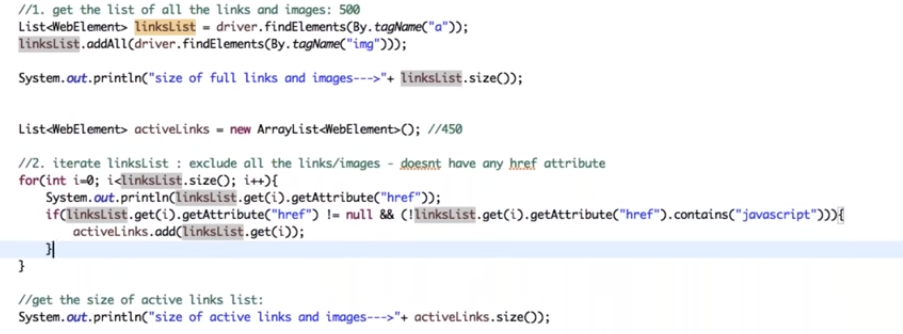 //1. get the list of all the links and images: 500
List<WebElement> linksList = driver.findElements(By.tagName("a"));
linksList.addAll(driver.findElements(By.tagName("img")));
System.out.println("size of full links and images--->"+ linksList.size());
List<WebElement> activeLinks = new ArrayList<WebElement>(); //450
//2. iterate linksList : exclude all the links/images - doesnt have any href attribute
for(int i=0; i<linksList.size(); i++){
System.out.println(linksList.get(i).getAttribute("href"));
if(linksList.get(i).getAttribute("href") != null && (!linksList.get(i).getAttribute("href").contains("javascript"))){
activeLinks.add(linksList.get(i));
}
}
//get the size of active links list:
System.out.println("size of active links and images--->"+ activeLinks.size());